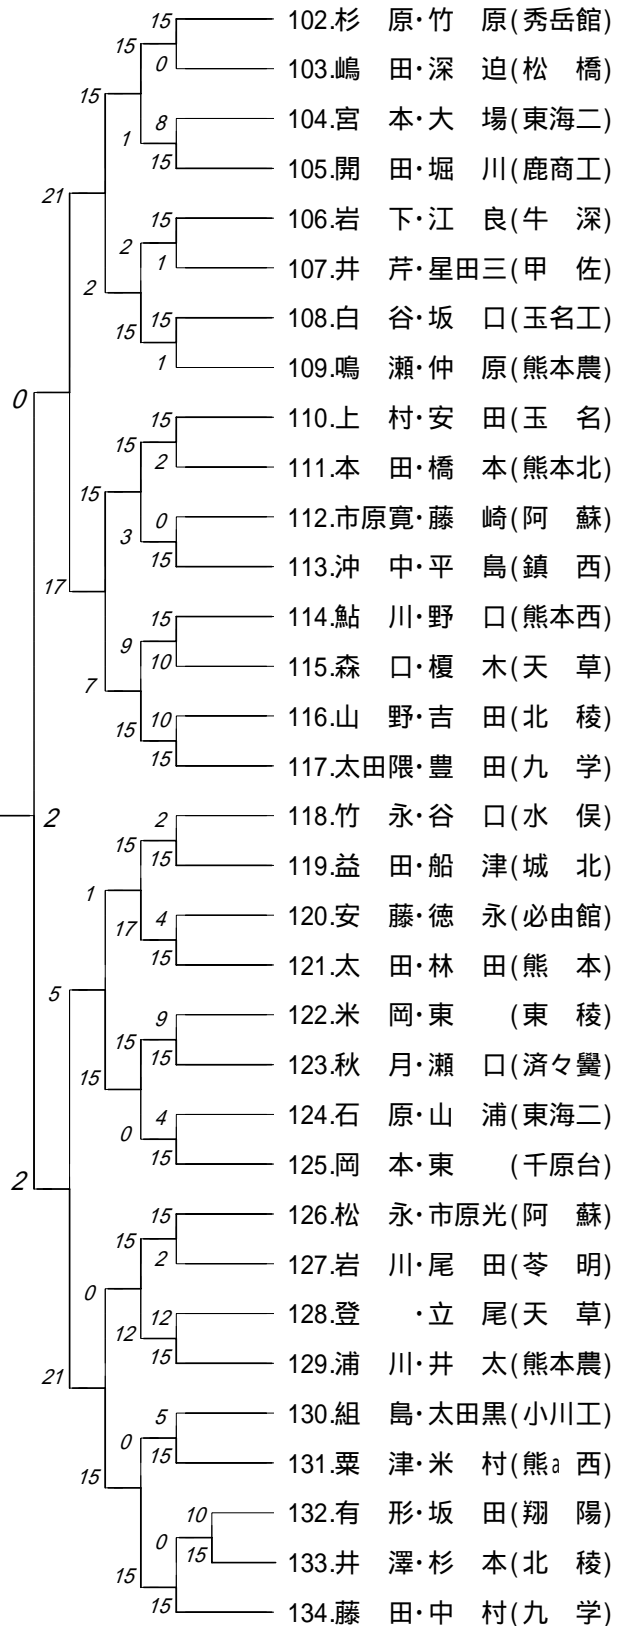 15 102.杉 原・竹 原(秀岳館)
15
0 103.嶋 田・深 迫(松 橋)
15
8 104.宮 本・大 場(東海二)
1
15 105.開 田・堀 川(鹿商工)
21
15 106.岩 下・江 良(牛 深)
2
1 107.井 芹・星田三(甲 佐)
2
15 108.白 谷・坂 口(玉名工)
15
1 109.鳴 瀬・仲 原(熊本農)
0
15 110.上 村・安 田(玉 名)
15
2 111.本 田・橋 本(熊本北)
15
0 112.市原寛・藤 崎(阿 蘇)
3
15 113.沖 中・平 島(鎮 西)
17
15 114.鮎 川・野 口(熊本西)
9
10 115.森 口・榎 木(天 草)
7
10 116.山 野・吉 田(北 稜)
15
15 117.太田隈・豊 田(九 学)
2
2 118.竹 永・谷 口(水 俣)
15
15 119.益 田・船 津(城 北)
1
4 120.安 藤・徳 永(必由館)
17
15 121.太 田・林 田(熊 本)
5
9 122.米 岡・東 (東 稜)
15
15 123.秋 月・瀬 口(済々黌)
15
4 124.石 原・山 浦(東海二)
0
15 125.岡 本・東 (千原台)
2
15 126.松 永・市原光(阿 蘇)
15
2 127.岩 川・尾 田(苓 明)
0
12 128.登 ・立 尾(天 草)
12
15 129.浦 川・井 太(熊本農)
21
5 130.組 島・太田黒(小川工)
0
15 131.粟 津・米 村(熊a 西)
15
10 132.有 形・坂 田(翔 陽)
0
15 133.井 澤・杉 本(北 稜)
15
15 134.藤 田・中 村(九 学)